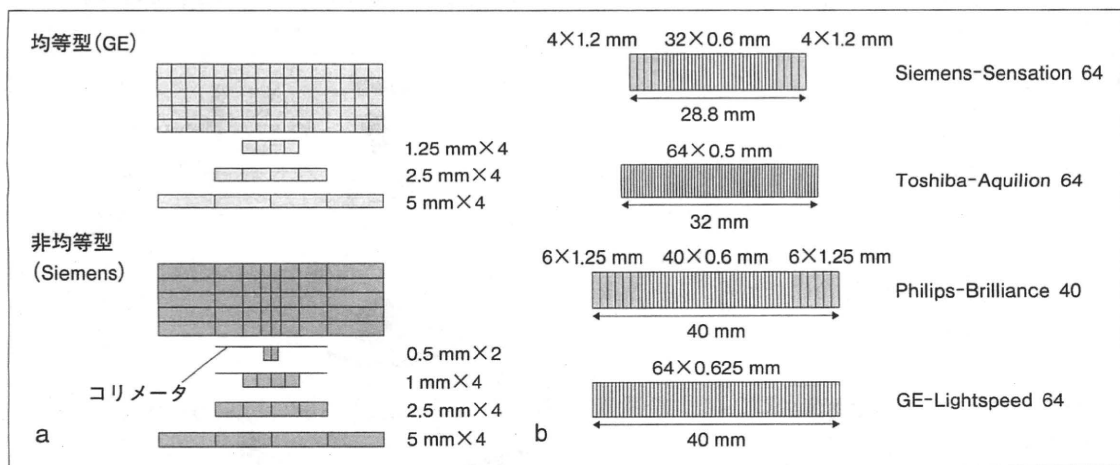 均等型(GE)
1.25 mm×4
2.5 mm×4
5 mm×4
非均等型
(Siemens)
コリメータ
0.5 mm×2
1 mm×4
2.5 mm×4
5 mm×4
a
4×1.2 mm 32×0.6 mm 4×1.2 mm
Siemens-Sensation 64
28.8 mm
64×0.5 mm
Toshiba-Aquilion 64
32 mm
6×1.25 mm 40×0.6 mm 6×1.25 mm
Philips-Brilliance 40
40 mm
64×0.625 mm
GE-Lightspeed 64
40 mm
b